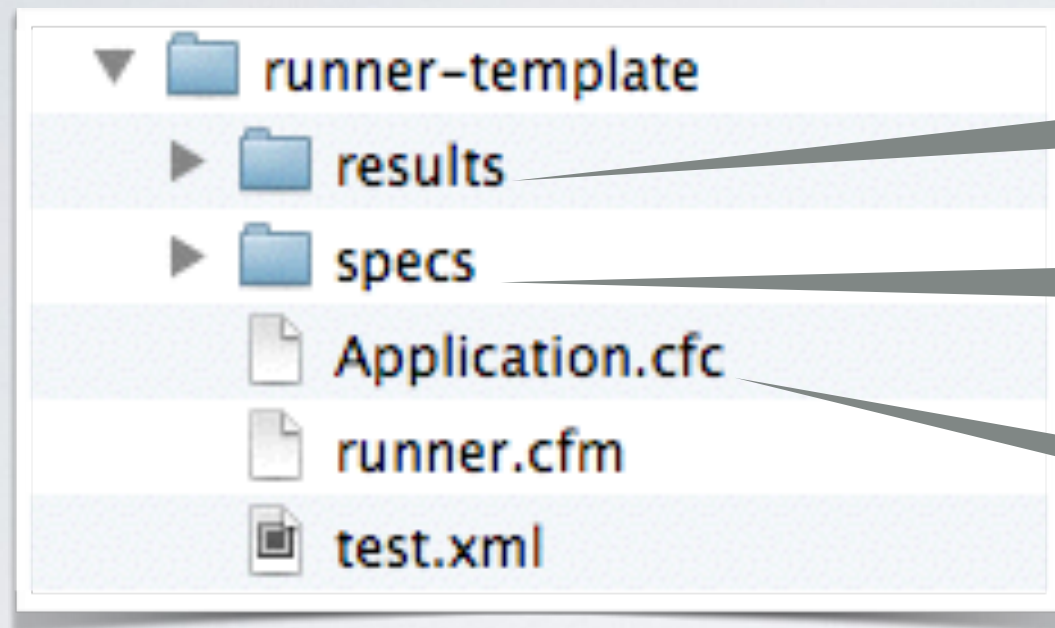 runner-template
results
specs
Application.cfc
runner.cfm
test.xml